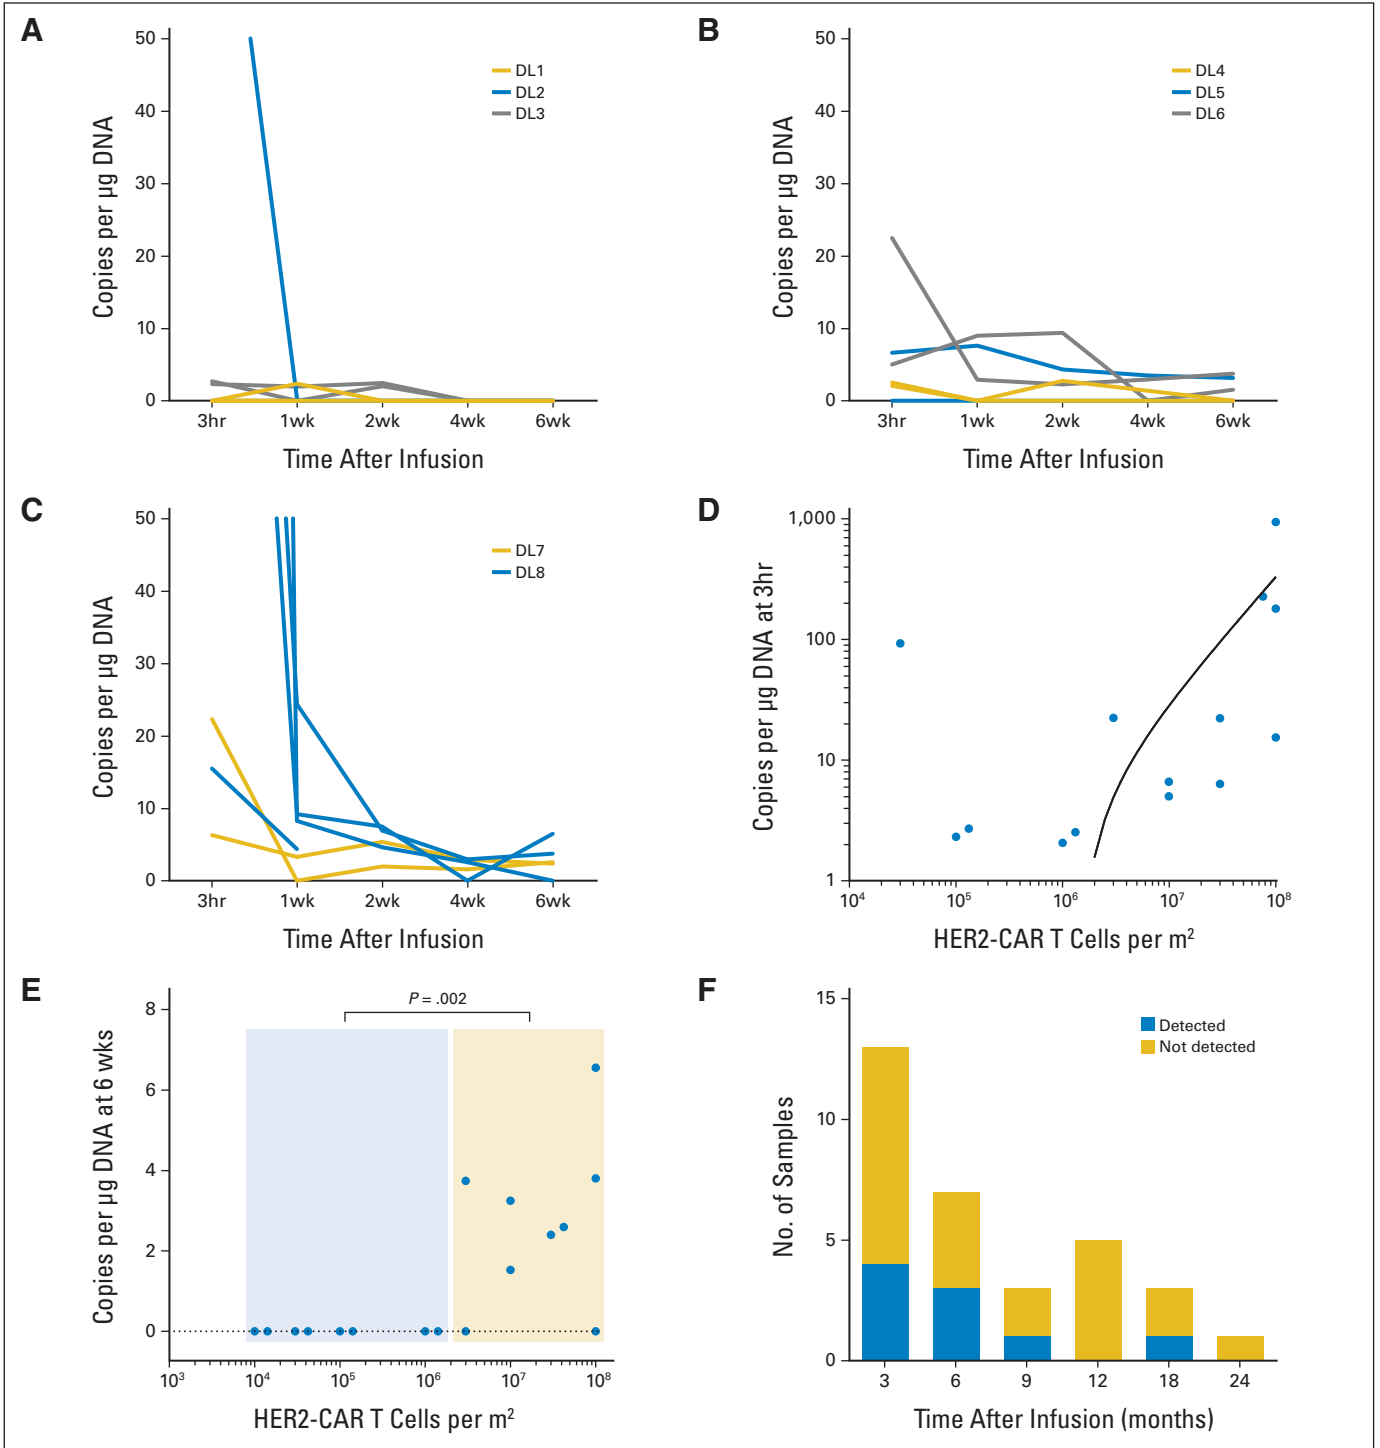 A
50
40
30
20
10
0
Copies per µg DNA
DL1
DL2
DL3
3hr 1wk 2wk 4wk 6wk
Time After Infusion
B
50
40
30
20
10
0
Copies per µg DNA
DL4
DL5
DL6
3hr 1wk 2wk 4wk 6wk
Time After Infusion
C
50
40
30
20
10
0
Copies per µg DNA
DL7
DL8
3hr 1wk 2wk 4wk 6wk
Time After Infusion
D
1,000
100
10
1
Copies per µg DNA at 3hr
10⁴ 10⁵ 10⁶ 10⁷ 10⁸
HER2-CAR T Cells per m²
E
P = .002
8
6
4
2
0
Copies per µg DNA at 6 wks
10³ 10⁴ 10⁵ 10⁶ 10⁷ 10⁸
HER2-CAR T Cells per m²
F
15
10
5
0
No. of Samples
Detected
Not detected
3 6 9 12 18 24
Time After Infusion (months)